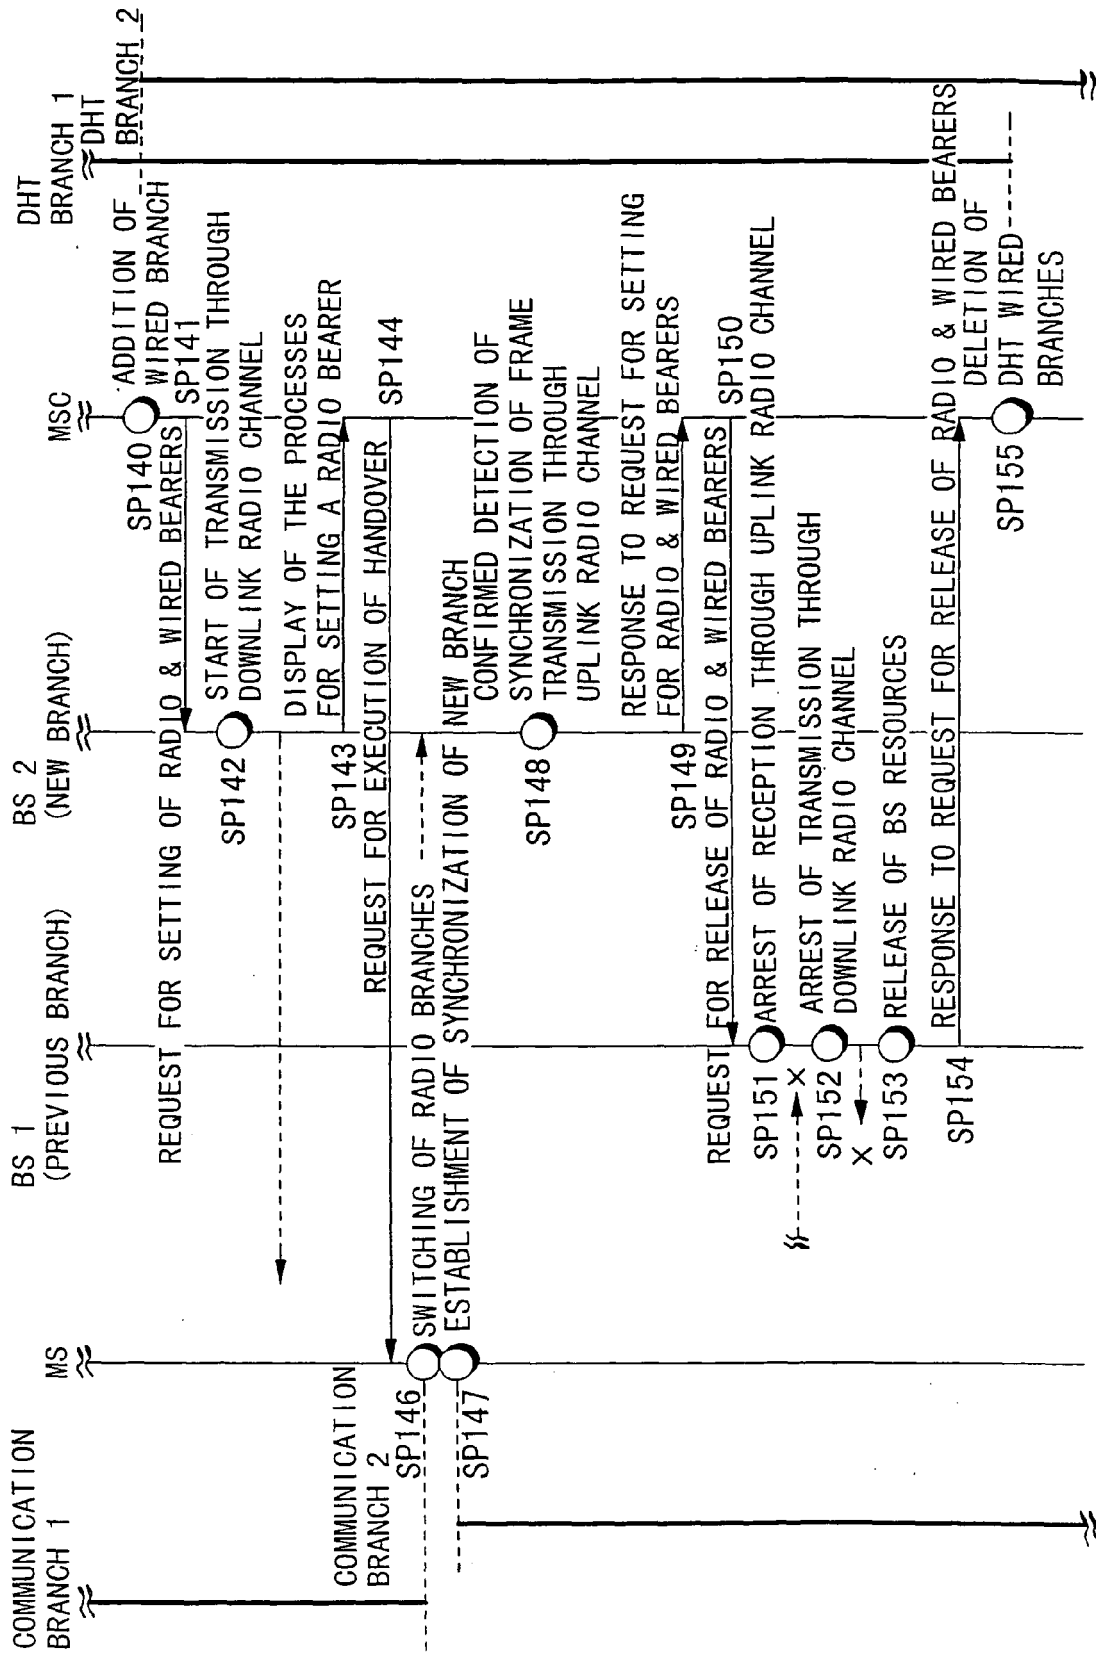 COMMUNICATION
BRANCH 1
MS
BS 1
(PREVIOUS BRANCH)
BS 2
(NEW BRANCH)
MSC
DHT
BRANCH 1
DHT
BRANCH 2
SP140
ADDITION OF
WIRED BRANCH
REQUEST FOR SETTING OF RADIO & WIRED BEARERS
SP141
SP142
START OF TRANSMISSION THROUGH
DOWNLINK RADIO CHANNEL
DISPLAY OF THE PROCESSES
FOR SETTING A RADIO BEARER
SP143
REQUEST FOR EXECUTION OF HANDOVER
SP144
COMMUNICATION
BRANCH 2
SP146
SWITCHING OF RADIO BRANCHES
SP147
ESTABLISHMENT OF SYNCHRONIZATION OF NEW BRANCH
SP148
CONFIRMED DETECTION OF
SYNCHRONIZATION OF FRAME
TRANSMISSION THROUGH
UPLINK RADIO CHANNEL
RESPONSE TO REQUEST FOR SETTING
FOR RADIO & WIRED BEARERS
SP149
REQUEST FOR RELEASE OF RADIO & WIRED BEARERS
SP150
SP151
ARREST OF RECEPTION THROUGH UPLINK RADIO CHANNEL
X
SP152
ARREST OF TRANSMISSION THROUGH
DOWNLINK RADIO CHANNEL
X
SP153
RELEASE OF BS RESOURCES
RESPONSE TO REQUEST FOR RELEASE OF RADIO & WIRED BEARERS
SP154
SP155
DELETION OF
DHT WIRED
BRANCHES